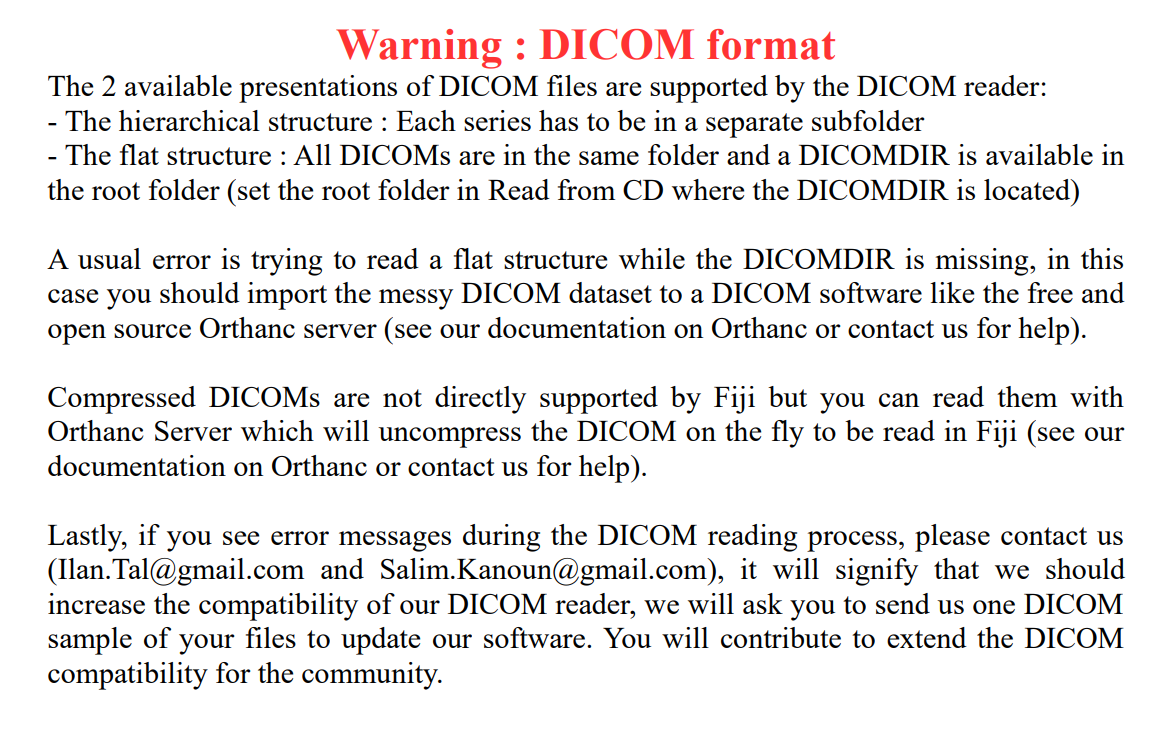 Warning : DICOM format
The 2 available presentations of DICOM files are supported by the DICOM reader:
- The hierarchical structure : Each series has to be in a separate subfolder
- The flat structure : All DICOMs are in the same folder and a DICOMDIR is available in
the root folder (set the root folder in Read from CD where the DICOMDIR is located)
A usual error is trying to read a flat structure while the DICOMDIR is missing, in this
case you should import the messy DICOM dataset to a DICOM software like the free and
open source Orthanc server (see our documentation on Orthanc or contact us for help).
Compressed DICOMs are not directly supported by Fiji but you can read them with
Orthanc Server which will uncompress the DICOM on the fly to be read in Fiji (see our
documentation on Orthanc or contact us for help).
Lastly, if you see error messages during the DICOM reading process, please contact us
(Ilan.Tal@gmail.com and Salim.Kanoun@gmail.com), it will signify that we should
increase the compatibility of our DICOM reader, we will ask you to send us one DICOM
sample of your files to update our software. You will contribute to extend the DICOM
compatibility for the community.